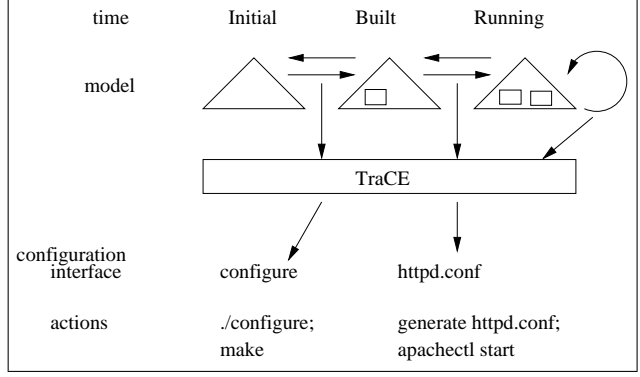 time Initial Built Running
model
TraCE
configuration
interface configure httpd.conf
actions ./configure; generate httpd.conf;
make apachectl start